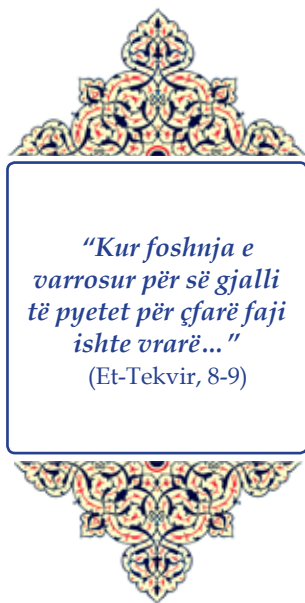 “Kur foshnja e
varrosur për së gjalli
të pyetet për çfarë faji
ishte vrarë...”
(Et-Tekvir, 8-9)